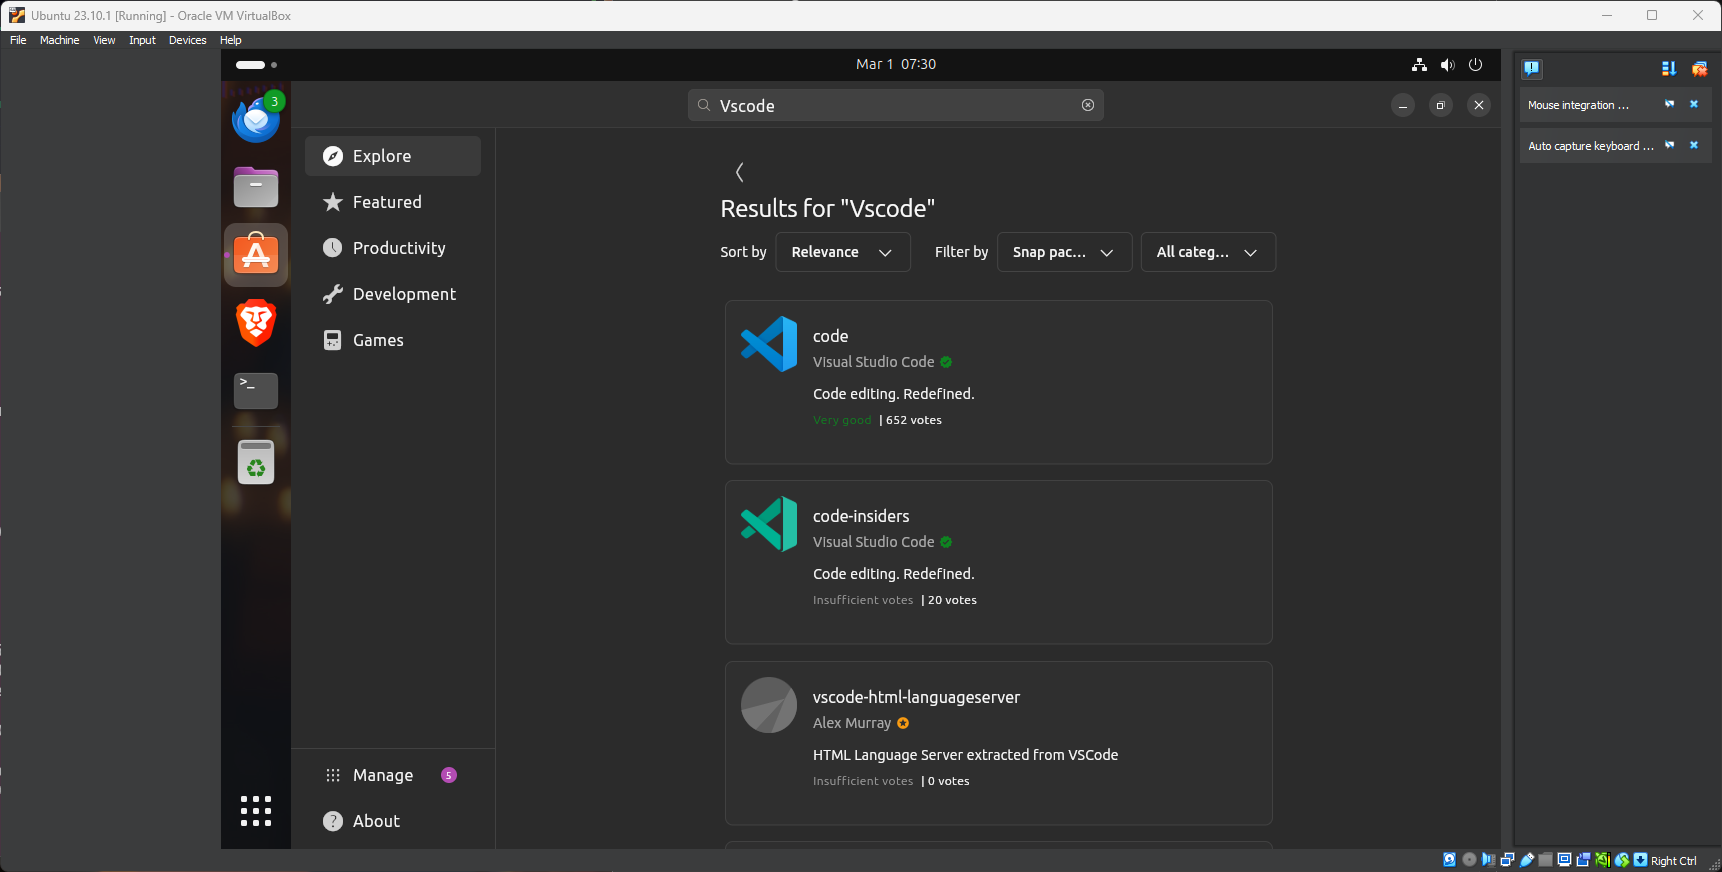 Ubuntu 23.10.1 [Running] - Oracle VM VirtualBox
File Machine View Input Devices Help
Mar 1 07:30
3
Vscode
Mouse integration ...
Auto capture keyboard ...
Explore
Featured
Productivity
Development
Games
Manage 5
About
Results for "Vscode"
Sort by Relevance Filter by Snap pac... All categ...
code
Visual Studio Code
Code editing. Redefined.
Very good | 652 votes
code-insiders
Visual Studio Code
Code editing. Redefined.
Insufficient votes | 20 votes
vscode-html-languageserver
Alex Murray
HTML Language Server extracted from VSCode
Insufficient votes | 0 votes
Right Ctrl